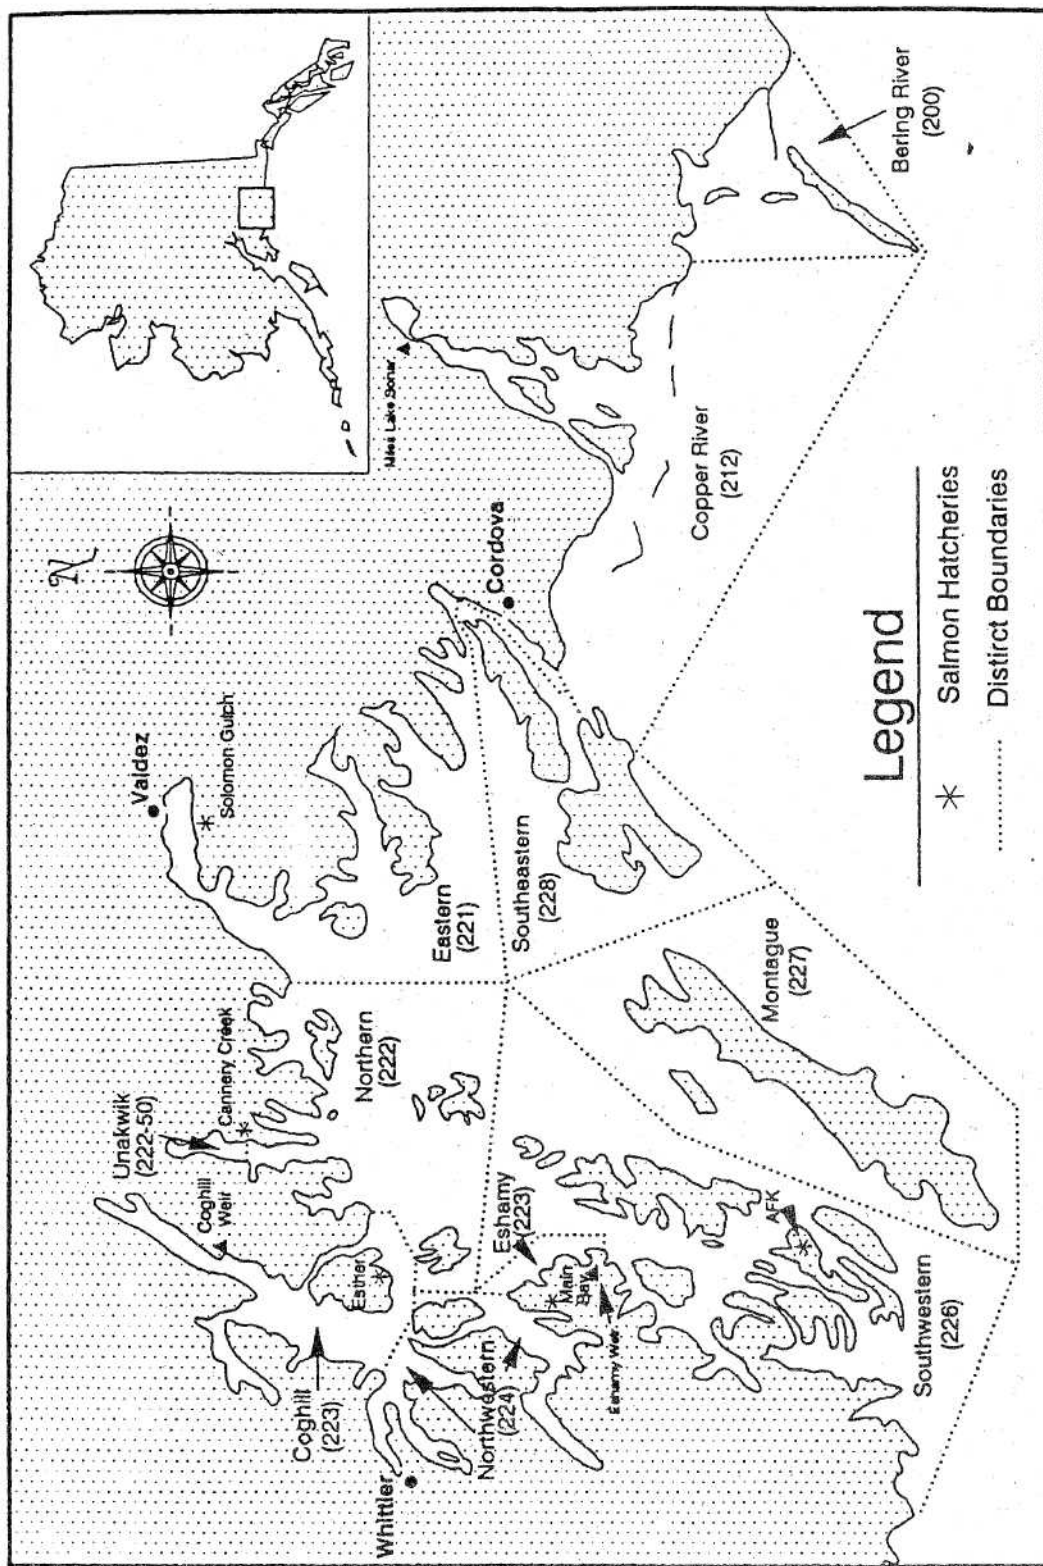 N
Valdez
Solomon Gulch
Unakwik
(222-50)
Cannery Creek
Coghill
Weir
Esther
Coghill
(223)
Northern
(222)
Eastern
(221)
Whittier
Northwestern
(224)
Eshamy
(223)
Main
Bay
Eshamy Weir
Southeastern
(228)
Cordova
Miles Lake Sonar
Copper River
(212)
Bering River
(200)
Montague
(227)
AFK
Southwestern
(226)
Legend
Salmon Hatcheries
Distirct Boundaries